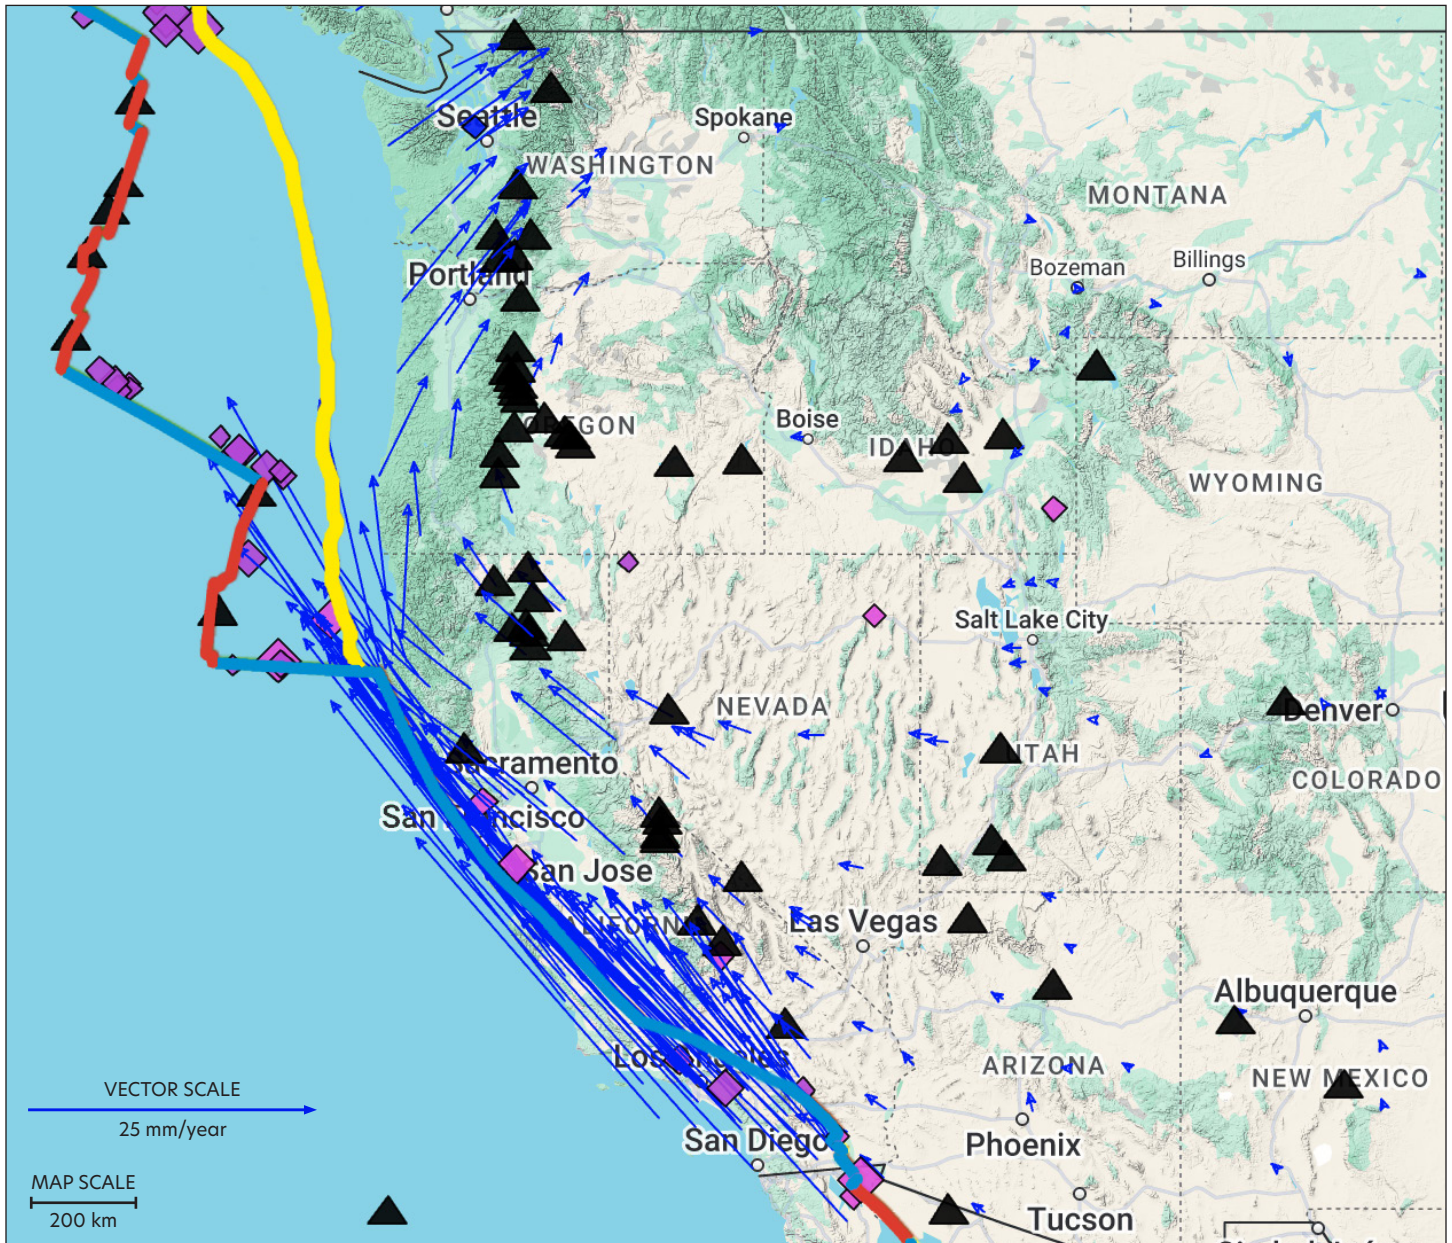 Seattle
Spokane
WASHINGTON
MONTANA
Bozeman
Billings
Portland
Boise
OREGON
IDAHO
WYOMING
Salt Lake City
NEVADA
Denver
UTAH
Sacramento
COLORADO
San Francisco
San Jose
CALIFORNIA
Las Vegas
Albuquerque
Los Angeles
ARIZONA
NEW MEXICO
VECTOR SCALE
25 mm/year
San Diego
Phoenix
MAP SCALE
200 km
Tucson